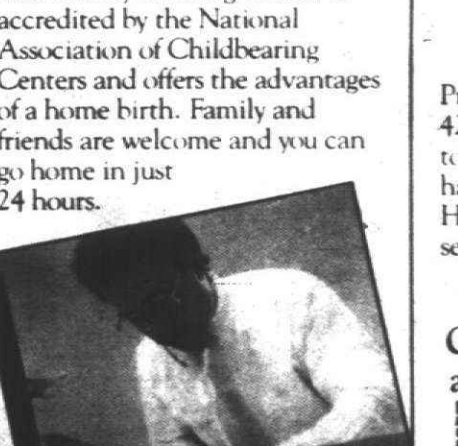 accredited by the National
Association of Childbearing
Centers and offers the advantages
of a home birth. Family and
friends are welcome and you can
go home in just
24 hours.